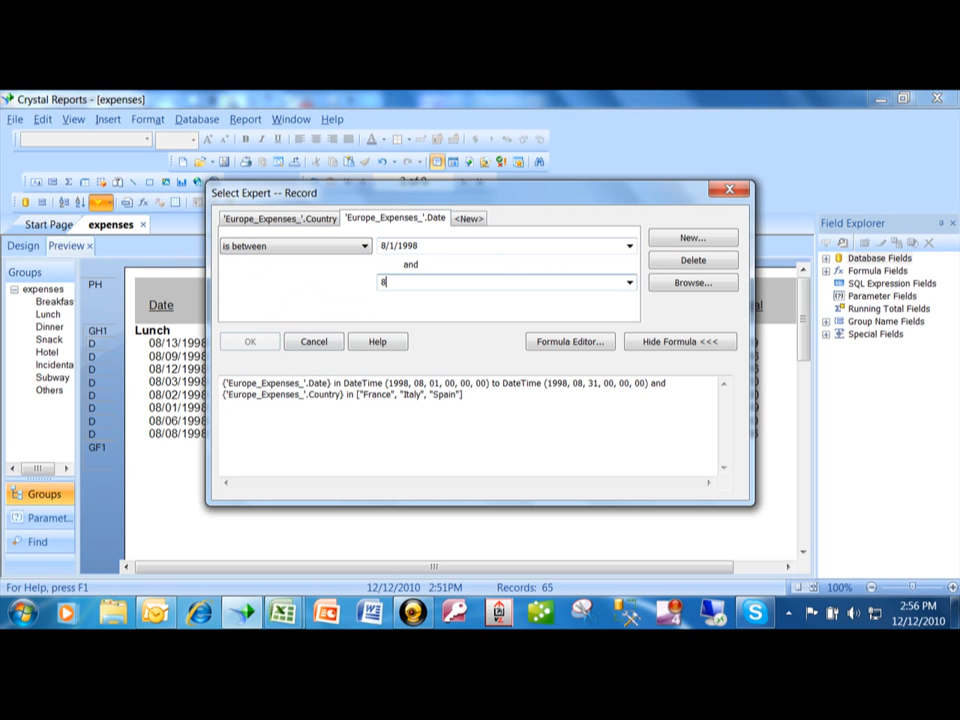 Crystal Reports - [expenses]
File Edit View Insert Format Database Report Window Help
Select Expert -- Record
Start Page expenses
'Europe_Expenses_'.Country 'Europe_Expenses_'.Date <New>
Design Preview
is between 8/1/1998
and
8
New...
Delete
Browse...
OK Cancel Help Formula Editor... Hide Formula <<<
{'Europe_Expenses_'.Date} in DateTime (1998, 08, 01, 00, 00, 00) to DateTime (1998, 08, 31, 00, 00, 00) and
{'Europe_Expenses_'.Country} in ["France", "Italy", "Spain"]
Groups
expenses
Breakfas
Lunch
Dinner
Snack
Hotel
Incidenta
Subway
Others
Groups
Paramet...
Find
PH
Date
GH1 Lunch
D 08/13/1998
D 08/09/1998
D 08/12/1998
D 08/03/1998
D 08/02/1998
D 08/01/1998
D 08/06/1998
D 08/08/1998
GF1
Field Explorer
Database Fields
Formula Fields
SQL Expression Fields
Parameter Fields
Running Total Fields
Group Name Fields
Special Fields
For Help, press F1 12/12/2010 2:51PM Records: 65 100%
2:56 PM
12/12/2010